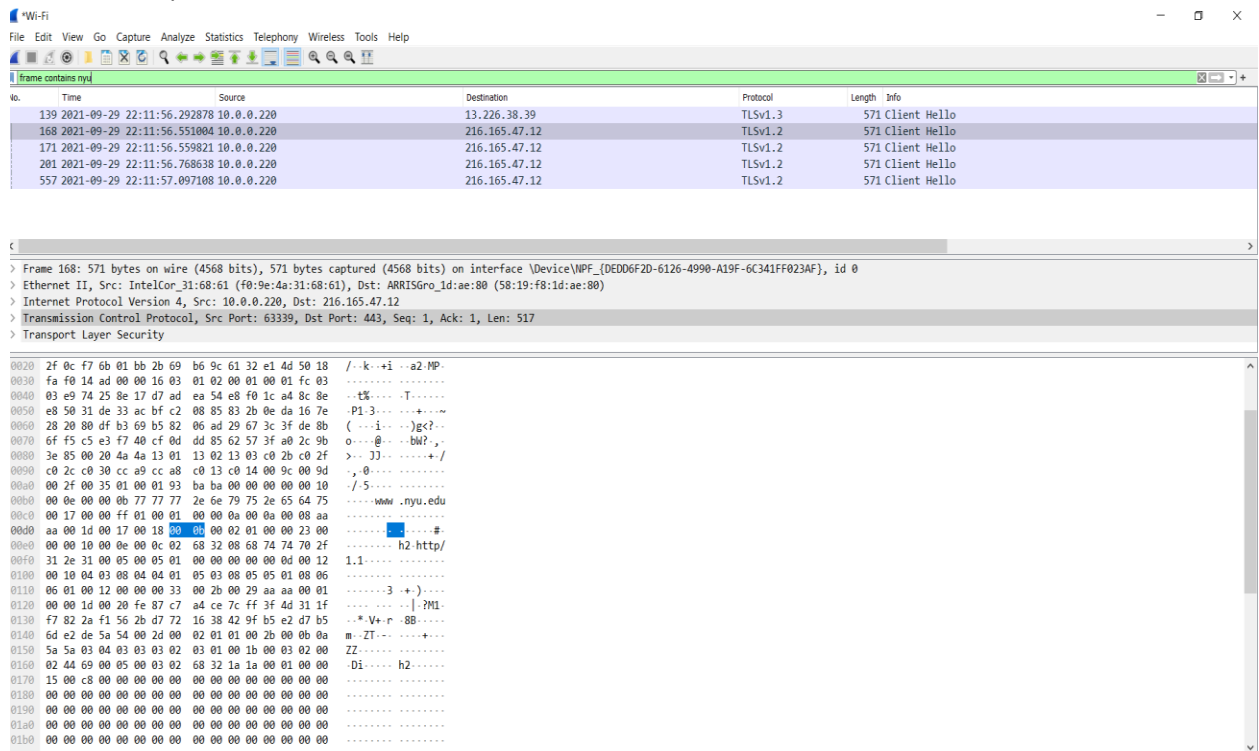 *Wi-Fi
File Edit View Go Capture Analyze Statistics Telephony Wireless Tools Help
frame contains nyu
No. Time Source Destination Protocol Length Info
139 2021-09-29 22:11:56.292878 10.0.0.220 13.226.38.39 TLSv1.3 571 Client Hello
168 2021-09-29 22:11:56.551004 10.0.0.220 216.165.47.12 TLSv1.2 571 Client Hello
171 2021-09-29 22:11:56.559821 10.0.0.220 216.165.47.12 TLSv1.2 571 Client Hello
201 2021-09-29 22:11:56.768638 10.0.0.220 216.165.47.12 TLSv1.2 571 Client Hello
557 2021-09-29 22:11:57.097108 10.0.0.220 216.165.47.12 TLSv1.2 571 Client Hello
> Frame 168: 571 bytes on wire (4568 bits), 571 bytes captured (4568 bits) on interface \Device\NPF_{DEDD6F2D-6126-4990-A19F-6C341FF023AF}, id 0
> Ethernet II, Src: IntelCor_31:68:61 (f0:9e:4a:31:68:61), Dst: ARRISGro_1d:ae:80 (58:19:f8:1d:ae:80)
> Internet Protocol Version 4, Src: 10.0.0.220, Dst: 216.165.47.12
> Transmission Control Protocol, Src Port: 63339, Dst Port: 443, Seq: 1, Ack: 1, Len: 517
> Transport Layer Security
0020 2f 0c f7 6b 01 bb 2b 69 b6 9c 61 32 e1 4d 50 18 /··k··+i ··a2·MP·
0030 fa f0 14 ad 00 00 16 03 01 02 00 01 00 01 fc 03 ········ ········
0040 03 e9 74 25 8e 17 d7 ad ea 54 e8 f0 1c a4 8c 8e ··t%···· ·T······
0050 e8 50 31 de 33 ac bf c2 08 85 83 2b 0e da 16 7e ·P1·3··· ···+···~
0060 28 20 80 df b3 69 b5 82 06 ad 29 67 3c 3f de 8b ( ···i·· ··)g<?··
0070 6f f5 c5 e3 f7 40 cf 0d dd 85 62 57 3f a0 2c 9b o····@·· ··bW?·,·
0080 3e 85 00 20 4a 4a 13 01 13 02 13 03 c0 2b c0 2f >·· JJ·· ·····+·/
0090 c0 2c c0 30 cc a9 cc a8 c0 13 c0 14 00 9c 00 9d ·,·0···· ········
00a0 00 2f 00 35 01 00 01 93 ba ba 00 00 00 00 00 10 ·/·5···· ········
00b0 00 0e 00 00 0b 77 77 77 2e 6e 79 75 2e 65 64 75 ·····www .nyu.edu
00c0 00 17 00 00 ff 01 00 01 00 00 0a 00 0a 00 08 aa ········ ········
00d0 aa 00 1d 00 17 00 18 00 0b 00 02 01 00 00 23 00 ········ ······#·
00e0 00 00 10 00 0e 00 0c 02 68 32 08 68 74 74 70 2f ········ h2·http/
00f0 31 2e 31 00 05 00 05 01 00 00 00 00 00 0d 00 12 1.1····· ········
0100 00 10 04 03 08 04 04 01 05 03 08 05 05 01 08 06 ········ ········
0110 06 01 00 12 00 00 00 33 00 2b 00 29 aa aa 00 01 ·······3 ·+·)····
0120 00 00 1d 00 20 fe 87 c7 a4 ce 7c ff 3f 4d 31 1f ···· ··· ··|·?M1·
0130 f7 82 2a f1 56 2b d7 72 16 38 42 9f b5 e2 d7 b5 ··*·V+·r ·8B·····
0140 6d e2 de 5a 54 00 2d 00 02 01 01 00 2b 00 0b 0a m··ZT·-· ····+···
0150 5a 5a 03 04 03 03 03 02 03 01 00 1b 00 03 02 00 ZZ······ ········
0160 02 44 69 00 05 00 03 02 68 32 1a 1a 00 01 00 00 ·Di····· h2······
0170 15 00 c8 00 00 00 00 00 00 00 00 00 00 00 00 00 ········ ········
0180 00 00 00 00 00 00 00 00 00 00 00 00 00 00 00 00 ········ ········
0190 00 00 00 00 00 00 00 00 00 00 00 00 00 00 00 00 ········ ········
01a0 00 00 00 00 00 00 00 00 00 00 00 00 00 00 00 00 ········ ········
01b0 00 00 00 00 00 00 00 00 00 00 00 00 00 00 00 00 ········ ········